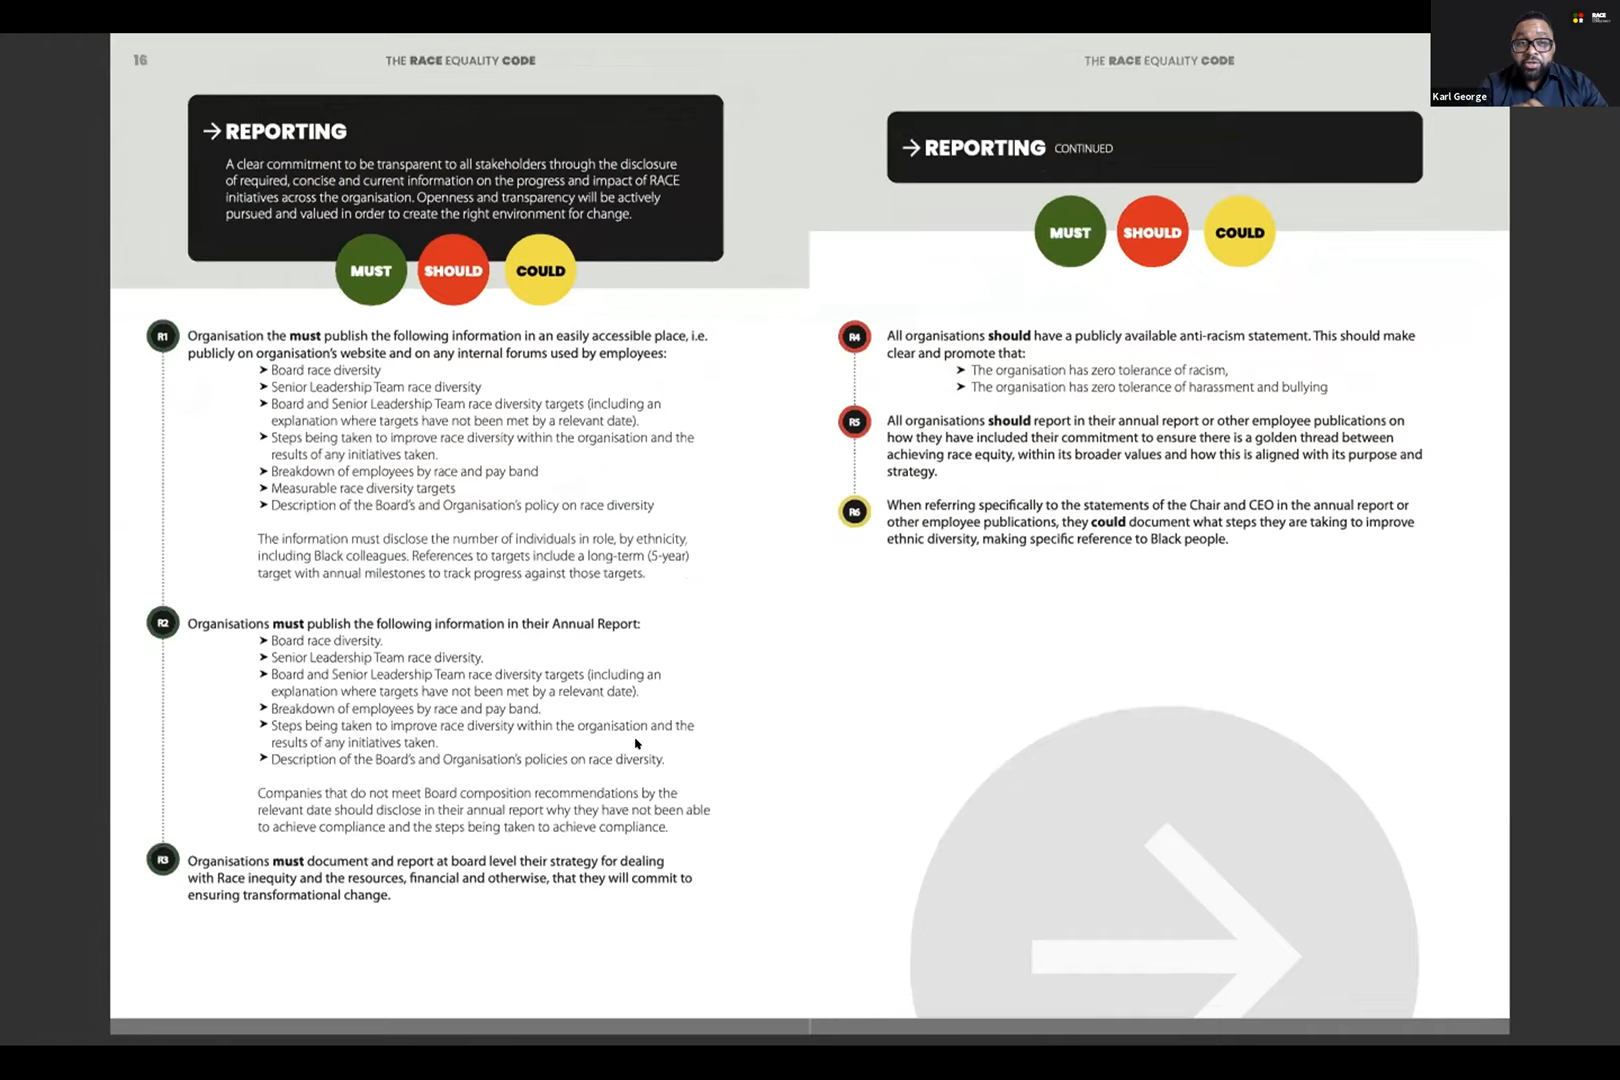 16
THE RACE EQUALITY CODE
→ REPORTING
A clear commitment to be transparent to all stakeholders through the disclosure
of required, concise and current information on the progress and impact of RACE
initiatives across the organisation. Openness and transparency will be actively
pursued and valued in order to create the right environment for change.
MUST SHOULD COULD
R1 Organisation the must publish the following information in an easily accessible place, i.e.
publicly on organisation's website and on any internal forums used by employees:
➤ Board race diversity
➤ Senior Leadership Team race diversity
➤ Board and Senior Leadership Team race diversity targets (including an
explanation where targets have not been met by a relevant date).
➤ Steps being taken to improve race diversity within the organisation and the
results of any initiatives taken.
➤ Breakdown of employees by race and pay band
➤ Measurable race diversity targets
➤ Description of the Board's and Organisation's policy on race diversity
The information must disclose the number of individuals in role, by ethnicity,
including Black colleagues. References to targets include a long-term (5-year)
target with annual milestones to track progress against those targets.
R2 Organisations must publish the following information in their Annual Report:
➤ Board race diversity.
➤ Senior Leadership Team race diversity.
➤ Board and Senior Leadership Team race diversity targets (including an
explanation where targets have not been met by a relevant date).
➤ Breakdown of employees by race and pay band.
➤ Steps being taken to improve race diversity within the organisation and the
results of any initiatives taken.
➤ Description of the Board's and Organisation's policies on race diversity.
Companies that do not meet Board composition recommendations by the
relevant date should disclose in their annual report why they have not been able
to achieve compliance and the steps being taken to achieve compliance.
R3 Organisations must document and report at board level their strategy for dealing
with Race inequity and the resources, financial and otherwise, that they will commit to
ensuring transformational change.
THE RACE EQUALITY CODE
→ REPORTING CONTINUED
MUST SHOULD COULD
R4 All organisations should have a publicly available anti-racism statement. This should make
clear and promote that:
➤ The organisation has zero tolerance of racism,
➤ The organisation has zero tolerance of harassment and bullying
R5 All organisations should report in their annual report or other employee publications on
how they have included their commitment to ensure there is a golden thread between
achieving race equity, within its broader values and how this is aligned with its purpose and
strategy.
R6 When referring specifically to the statements of the Chair and CEO in the annual report or
other employee publications, they could document what steps they are taking to improve
ethnic diversity, making specific reference to Black people.
RACE
Karl George